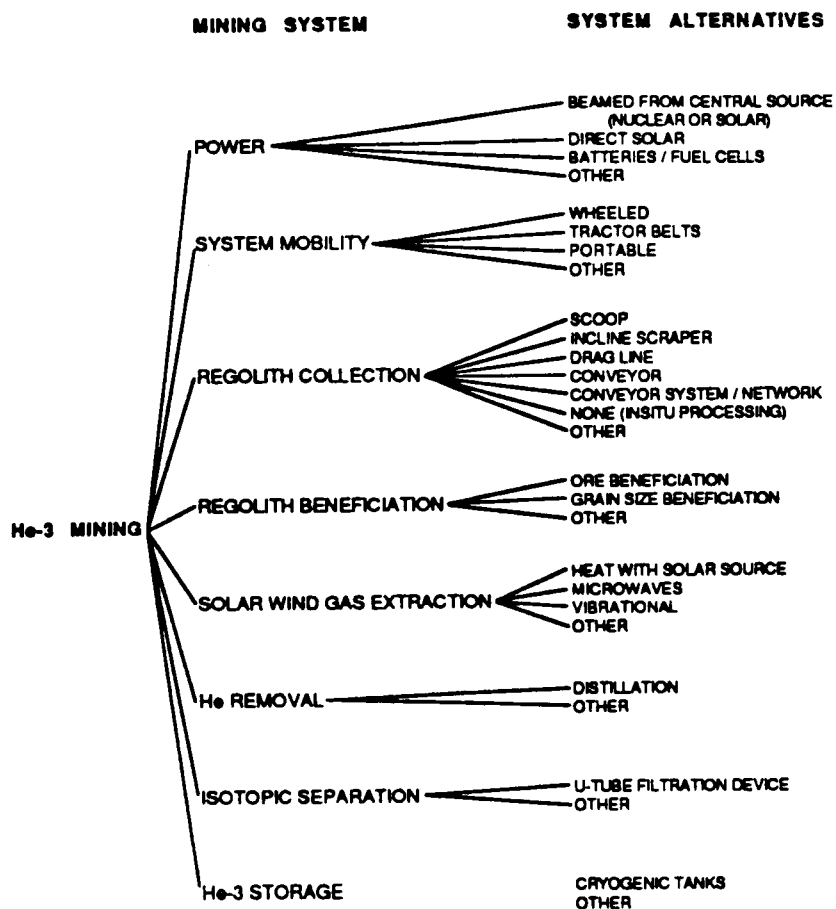 MINING SYSTEM
SYSTEM ALTERNATIVES
BEAMED FROM CENTRAL SOURCE
(NUCLEAR OR SOLAR)
POWER
DIRECT SOLAR
BATTERIES / FUEL CELLS
OTHER
WHEELED
TRACTOR BELTS
SYSTEM MOBILITY
PORTABLE
OTHER
SCOOP
INCLINE SCRAPER
DRAG LINE
REGOLITH COLLECTION
CONVEYOR
CONVEYOR SYSTEM / NETWORK
NONE (INSITU PROCESSING)
OTHER
ORE BENEFICIATION
REGOLITH BENEFICIATION
GRAIN SIZE BENEFICIATION
OTHER
He-3 MINING
HEAT WITH SOLAR SOURCE
MICROWAVES
SOLAR WIND GAS EXTRACTION
VIBRATIONAL
OTHER
DISTILLATION
He REMOVAL
OTHER
U-TUBE FILTRATION DEVICE
ISOTOPIC SEPARATION
OTHER
He-3 STORAGE
CRYOGENIC TANKS
OTHER